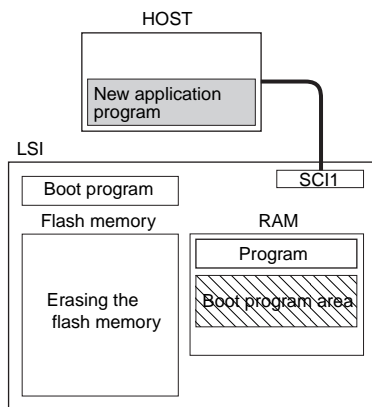 HOST
New application
program
LSI
SCI1
Boot program
Flash memory
RAM
Program
Erasing the
flash memory
Boot program area